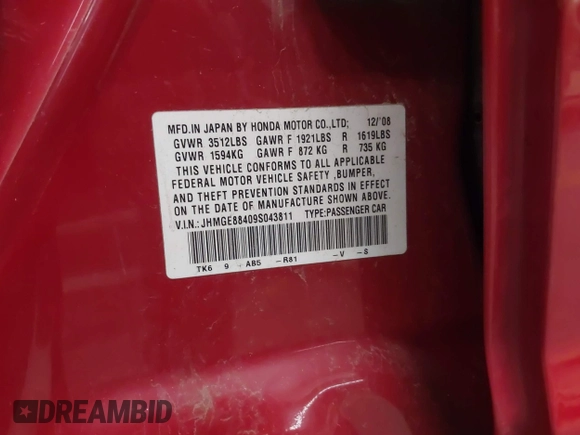 MFD.IN JAPAN BY HONDA MOTOR CO.,LTD; 12/'08
GVWR 3512LBS GAWR F 1921LBS R 1619LBS
GVWR 1594KG GAWR F 872 KG R 735 KG
THIS VEHICLE CONFORMS TO ALL APPLICABLE
FEDERAL MOTOR VEHICLE SAFETY ,BUMPER,
AND THEFT PREVENTION STANDARDS IN EFFECT
ON THE DATE OF MANUFACTURE SHOWN ABOVE.
V.I.N.: JHMGE88409S043811 TYPE:PASSENGER CAR
TK6 9 -AB5 -R81 -V -S
DREAMBID